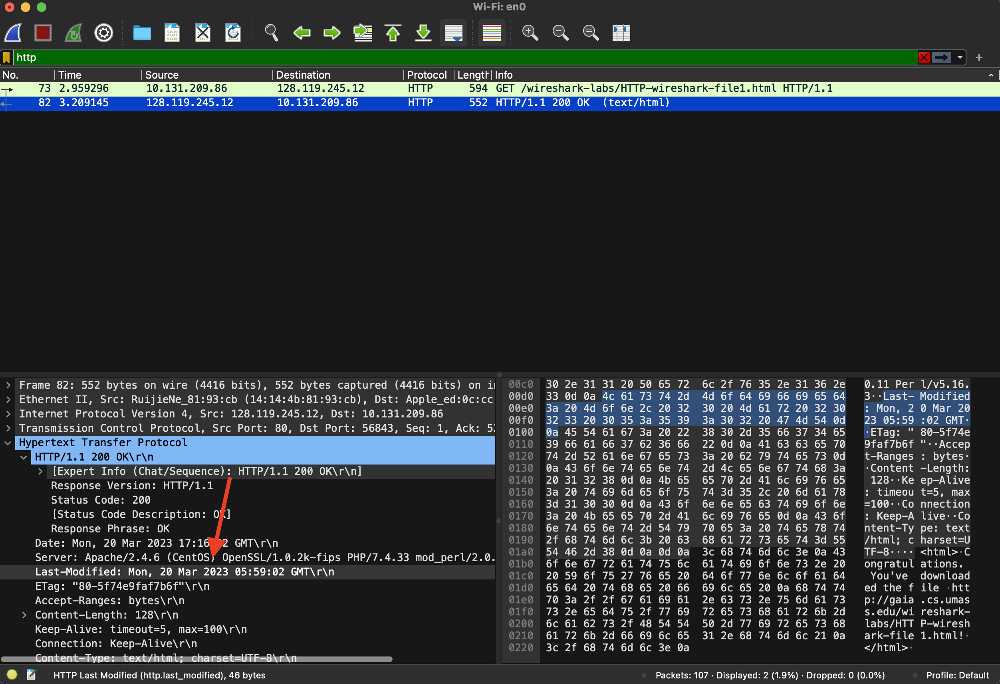 Wi-Fi: en0
http
No. Time Source Destination Protocol Length Info
73 2.959296 10.131.209.86 128.119.245.12 HTTP 594 GET /wireshark-labs/HTTP-wireshark-file1.html HTTP/1.1
82 3.209145 128.119.245.12 10.131.209.86 HTTP 552 HTTP/1.1 200 OK (text/html)
Frame 82: 552 bytes on wire (4416 bits), 552 bytes captured (4416 bits) on i
Ethernet II, Src: RuijieNe_81:93:cb (14:14:4b:81:93:cb), Dst: Apple_ed:0c:cc
Internet Protocol Version 4, Src: 128.119.245.12, Dst: 10.131.209.86
Transmission Control Protocol, Src Port: 80, Dst Port: 56843, Seq: 1, Ack: 52
Hypertext Transfer Protocol
HTTP/1.1 200 OK\r\n
[Expert Info (Chat/Sequence): HTTP/1.1 200 OK\r\n]
Response Version: HTTP/1.1
Status Code: 200
[Status Code Description: OK]
Response Phrase: OK
Date: Mon, 20 Mar 2023 17:16 2 GMT\r\n
Server: Apache/2.4.6 (CentOS) OpenSSL/1.0.2k-fips PHP/7.4.33 mod_perl/2.0.
Last-Modified: Mon, 20 Mar 2023 05:59:02 GMT\r\n
ETag: "80-5f74e9faf7b6f"\r\n
Accept-Ranges: bytes\r\n
Content-Length: 128\r\n
Keep-Alive: timeout=5, max=100\r\n
Connection: Keep-Alive\r\n
Content-Type: text/html; charset=UTF-8\r\n
00c0 30 2e 31 31 20 50 65 72 6c 2f 76 35 2e 31 36 2e 0.11 Per l/v5.16.
00d0 33 0d 0a 4c 61 73 74 2d 4d 6f 64 69 66 69 65 64 3··Last- Modified
00e0 3a 20 4d 6f 6e 2c 20 32 30 20 4d 61 72 20 32 30 : Mon, 2 0 Mar 20
00f0 32 33 20 30 35 3a 35 39 3a 30 32 20 47 4d 54 0d 23 05:59 :02 GMT·
0100 0a 45 54 61 67 3a 20 22 38 30 2d 35 66 37 34 65 ·ETag: " 80-5f74e
0110 39 66 61 66 37 62 36 66 22 0d 0a 41 63 63 65 70 9faf7b6f "··Accep
0120 74 2d 52 61 6e 67 65 73 3a 20 62 79 74 65 73 0d t-Ranges : bytes·
0130 0a 43 6f 6e 74 65 6e 74 2d 4c 65 6e 67 74 68 3a ·Content -Length:
0140 20 31 32 38 0d 0a 4b 65 65 70 2d 41 6c 69 76 65 128··Ke ep-Alive
0150 3a 20 74 69 6d 65 6f 75 74 3d 35 2c 20 6d 61 78 : timeou t=5, max
0160 3d 31 30 30 0d 0a 43 6f 6e 6e 65 63 74 69 6f 6e =100··Co nnection
0170 3a 20 4b 65 65 70 2d 41 6c 69 76 65 0d 0a 43 6f : Keep-A live··Co
0180 6e 74 65 6e 74 2d 54 79 70 65 3a 20 74 65 78 74 ntent-Ty pe: text
0190 2f 68 74 6d 6c 3b 20 63 68 61 72 73 65 74 3d 55 /html; c harset=U
01a0 54 46 2d 38 0d 0a 0d 0a 3c 68 74 6d 6c 3e 0a 43 TF-8···· <html>·C
01b0 6f 6e 67 72 61 74 75 6c 61 74 69 6f 6e 73 2e 20 ongratul ations.
01c0 20 59 6f 75 27 76 65 20 64 6f 77 6e 6c 6f 61 64 You've download
01d0 65 64 20 74 68 65 20 66 69 6c 65 20 0a 68 74 74 ed the f ile ·htt
01e0 70 3a 2f 2f 67 61 69 61 2e 63 73 2e 75 6d 61 73 p://gaia .cs.umas
01f0 73 2e 65 64 75 2f 77 69 72 65 73 68 61 72 6b 2d s.edu/wi reshark-
0200 6c 61 62 73 2f 48 54 54 50 2d 77 69 72 65 73 68 labs/HTT P-wiresh
0210 61 72 6b 2d 66 69 6c 65 31 2e 68 74 6d 6c 21 0a ark-file 1.html!·
0220 3c 2f 68 74 6d 6c 3e 0a </html>·
HTTP Last Modified (http.last_modified), 46 bytes
Packets: 107 · Displayed: 2 (1.9%) · Dropped: 0 (0.0%)
Profile: Default